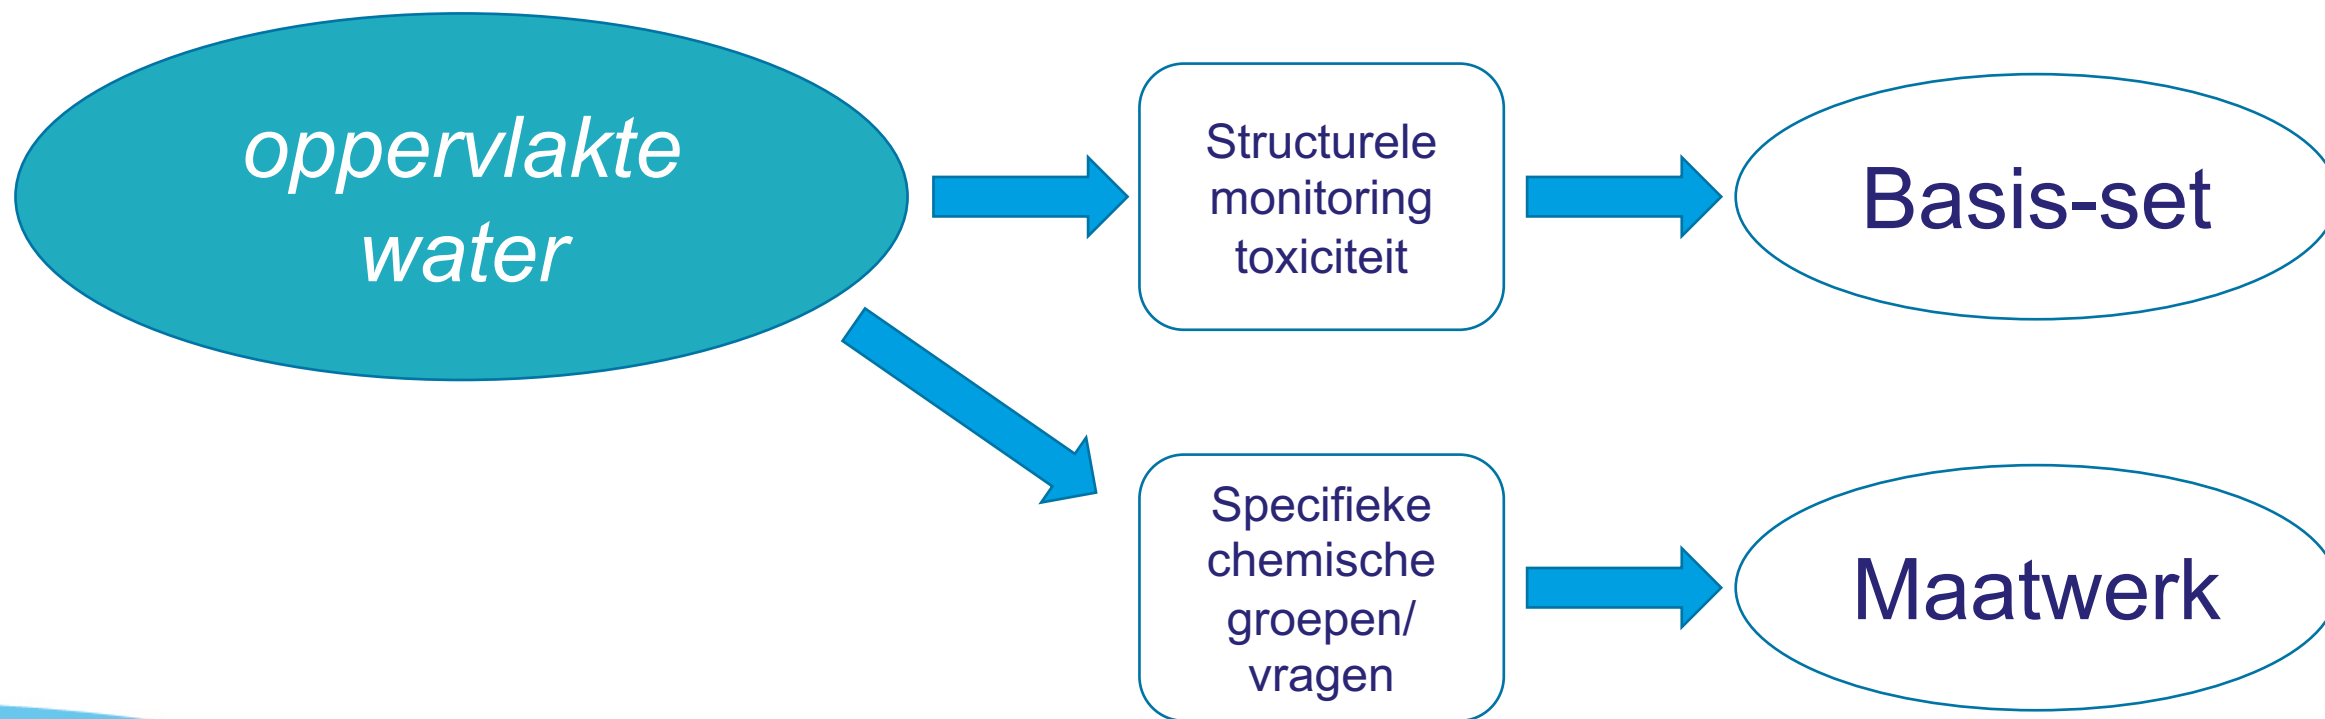 oppervlakte
water
Structurele
monitoring
toxiciteit
Basis-set
Specifieke
chemische
groepen/
vragen
Maatwerk